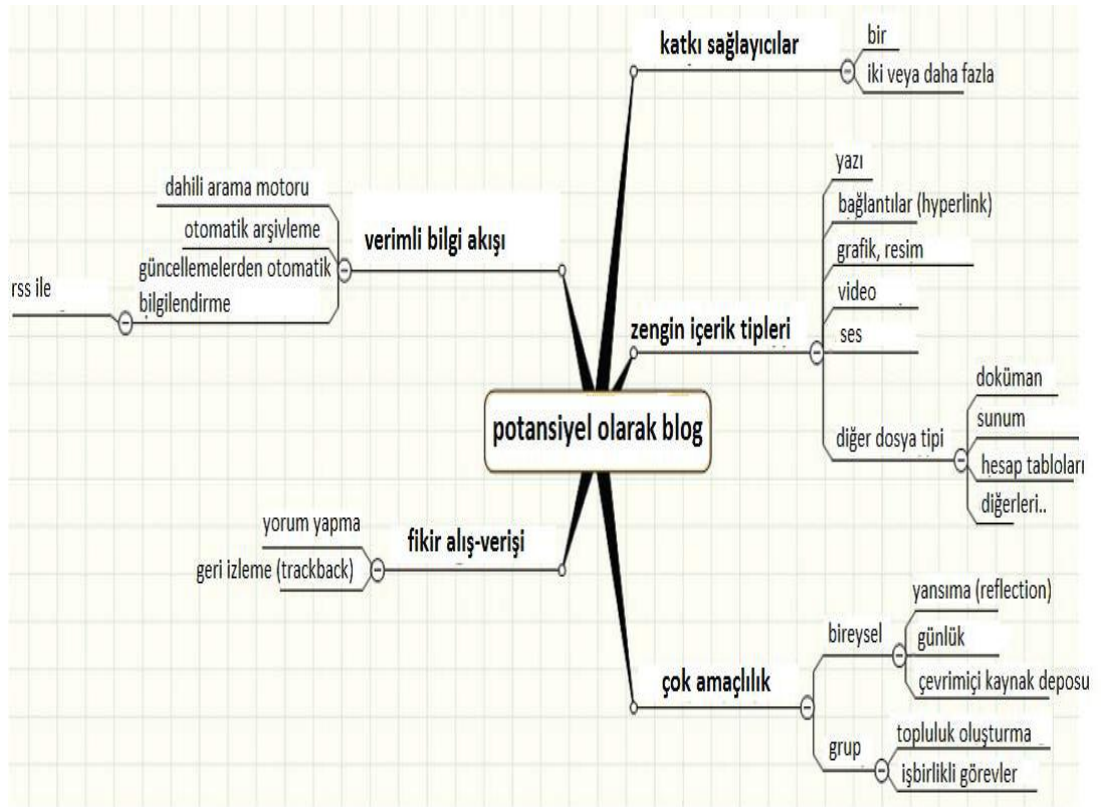 katkı sağlayıcılar
bir
iki veya daha fazla
dahili arama motoru
otomatik arşivleme
güncellemelerden otomatik
bilgilendirme
rss ile
verimli bilgi akışı
yazı
bağlantılar (hyperlink)
grafik, resim
video
ses
zengin içerik tipleri
diğer dosya tipi
doküman
sunum
hesap tabloları
diğerleri..
potansiyel olarak blog
yorum yapma
geri izleme (trackback)
fikir alış-verişi
çok amaçlılık
bireysel
yansıma (reflection)
günlük
çevrimiçi kaynak deposu
grup
topluluk oluşturma
işbirlikli görevler